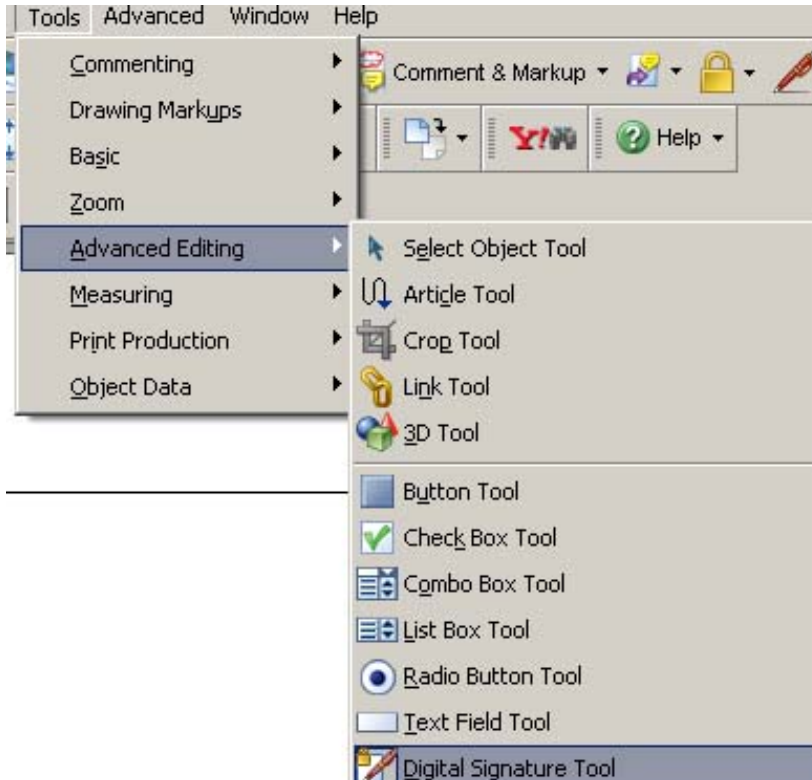 Tools Advanced Window Help
Commenting
Comment & Markup
Drawing Markups
Y!
Help
Basic
Zoom
Advanced Editing
Select Object Tool
Measuring
Article Tool
Print Production
Crop Tool
Object Data
Link Tool
3D Tool
Button Tool
Check Box Tool
Combo Box Tool
List Box Tool
Radio Button Tool
Text Field Tool
Digital Signature Tool